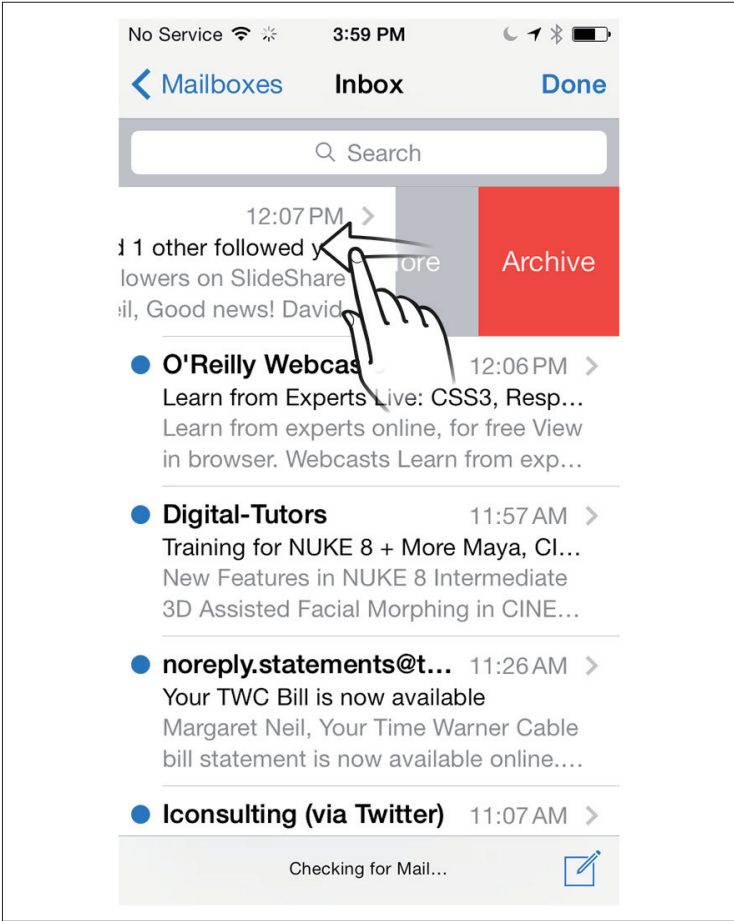 No Service 3:59 PM
Mailboxes Inbox Done
Search
12:07 PM
1 other followed
on SlideShare
Good news! David
Archive
O'Reilly 12:06 PM
Learn from Experts Live: CSS3, Resp...
Learn from experts online, for free View
in browser. Webcasts Learn from exp...
Digital-Tutors 11:57 AM
Training for NUKE 8 + More Maya, CI...
New Features in NUKE 8 Intermediate
3D Assisted Facial Morphing in CINE...
noreply.statements@t... 11:26 AM
Your TWC Bill is now available
Margaret Neil, Your Time Warner Cable
bill statement is now available online....
Iconsulting (via Twitter) 11:07 AM
Checking for Mail...